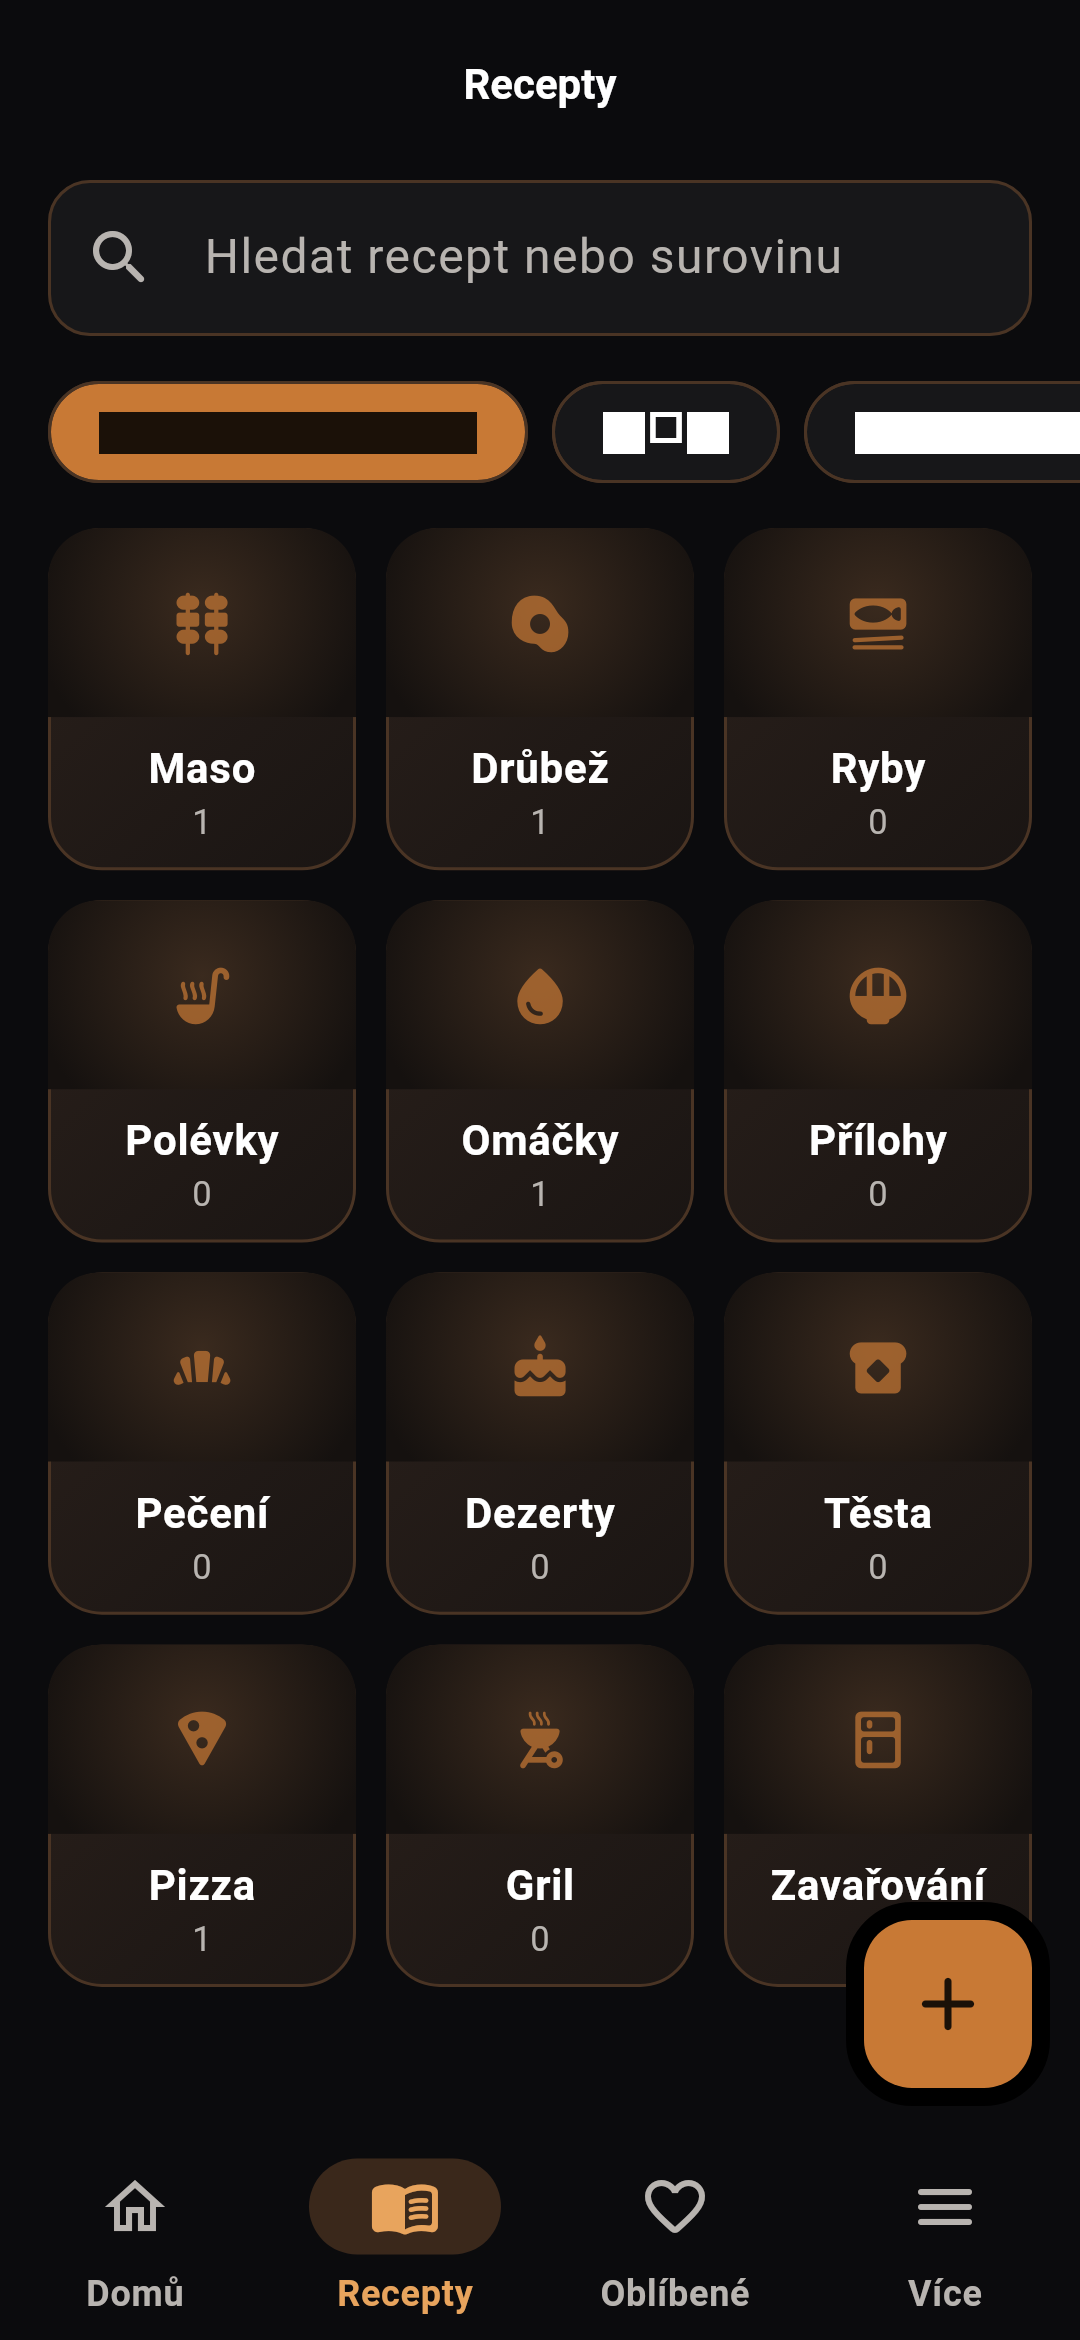 Recepty
Hledat recept nebo surovinu
Maso
1
Drůbež
1
Ryby
0
Polévky
0
Omáčky
1
Přílohy
0
Pečení
0
Dezerty
0
Těsta
0
Pizza
1
Gril
0
Zavařování
Domů
Recepty
Oblíbené
Více